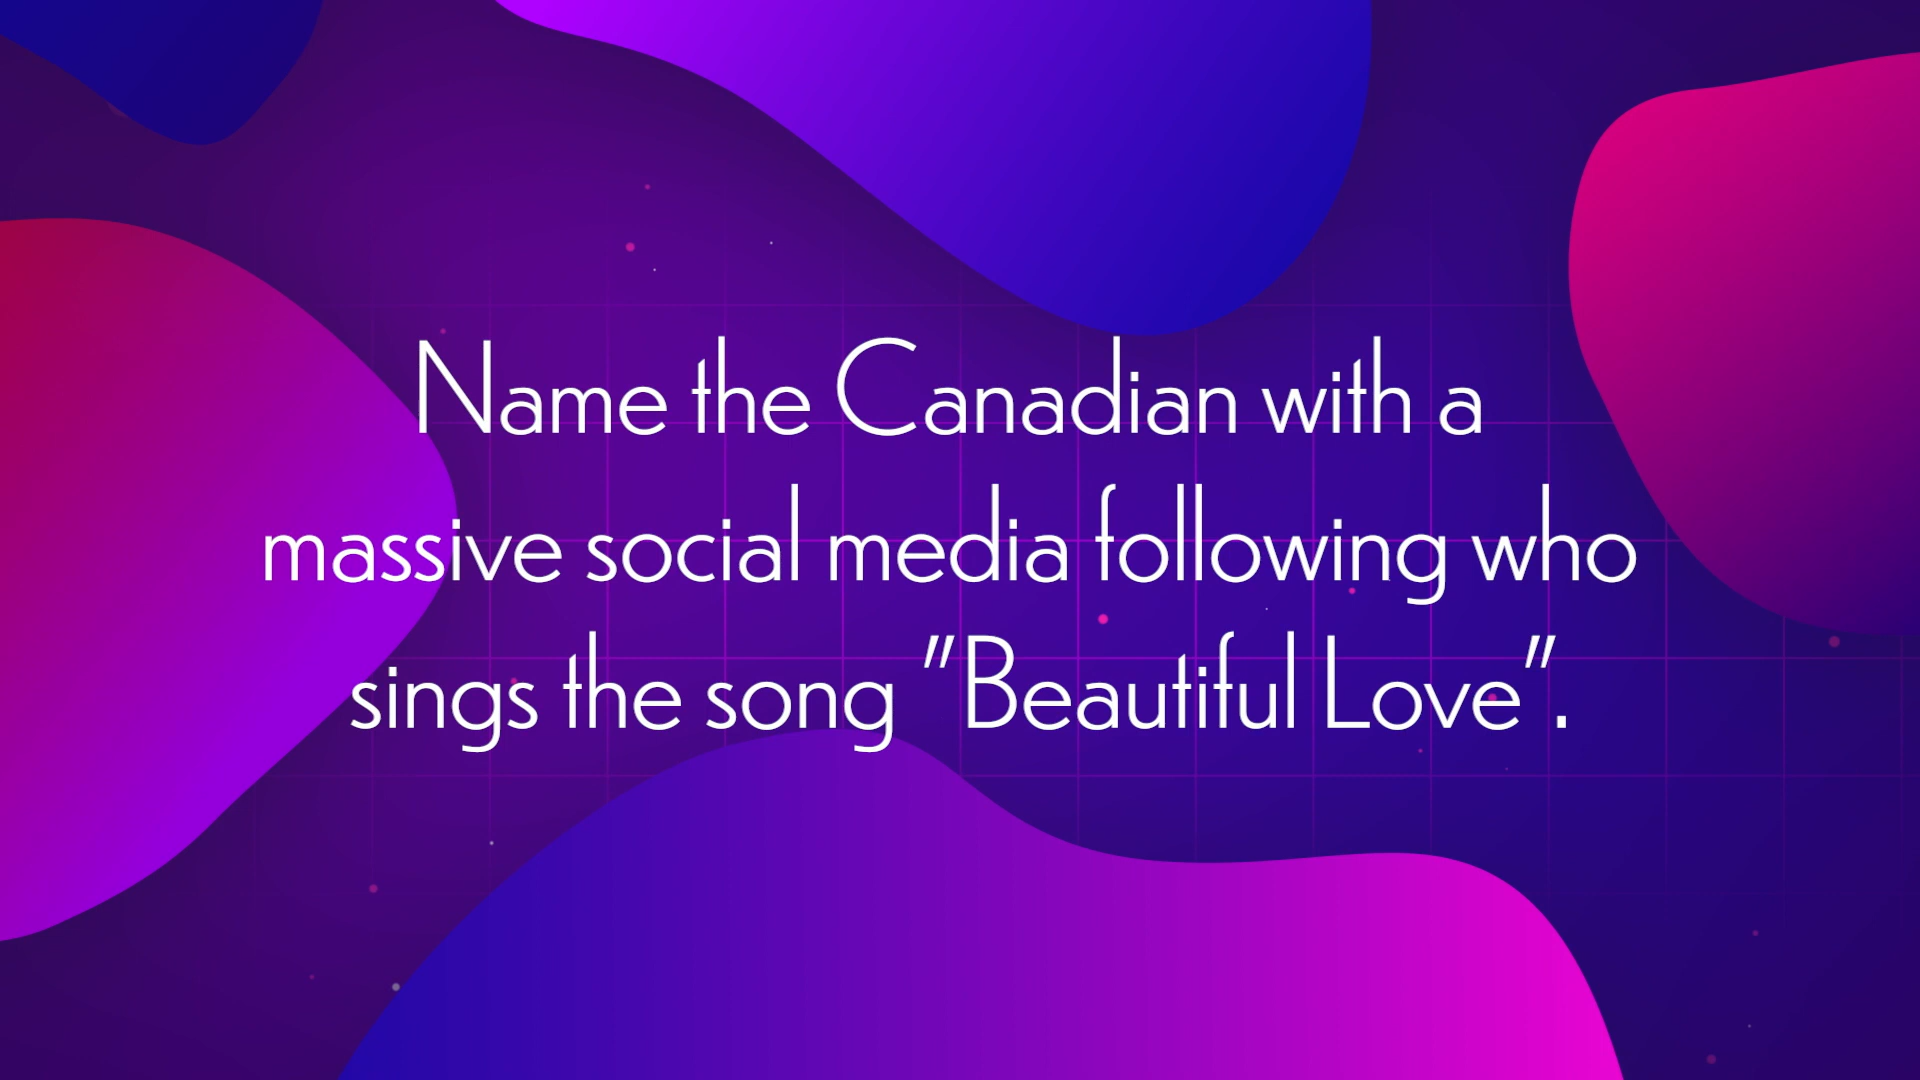 Name the Canadian with a
massive social media following who
sings the song "Beautiful Love".